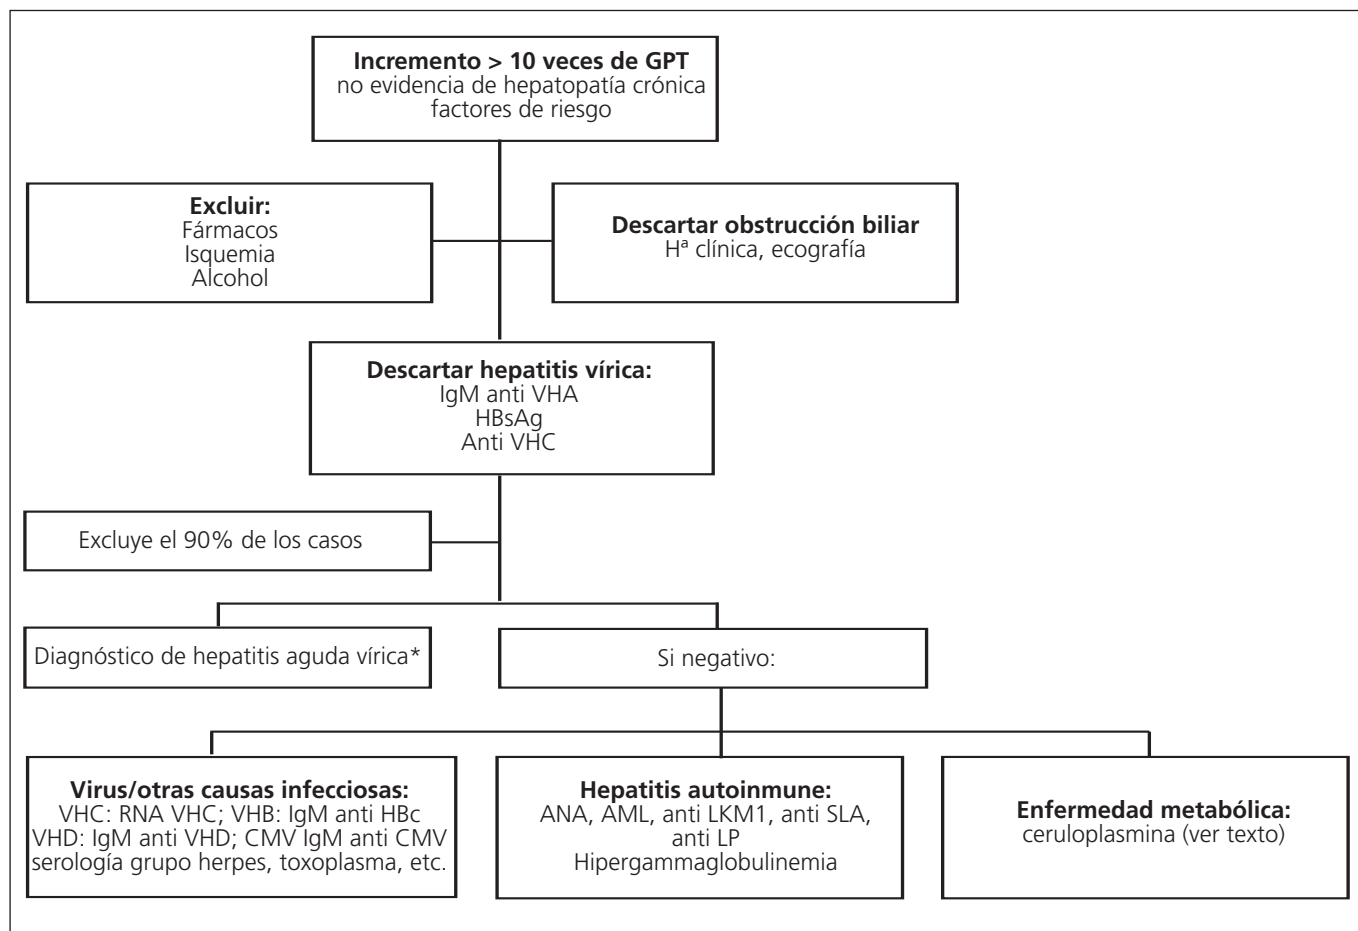 Incremento > 10 veces de GPT
no evidencia de hepatopatía crónica
factores de riesgo
Excluir:
Fármacos
Isquemia
Alcohol
Descartar obstrucción biliar
Hª clínica, ecografía
Descartar hepatitis vírica:
IgM anti VHA
HBsAg
Anti VHC
Excluye el 90% de los casos
Diagnóstico de hepatitis aguda vírica*
Si negativo:
Virus/otras causas infecciosas:
VHC: RNA VHC; VHB: IgM anti HBc
VHD: IgM anti VHD; CMV IgM anti CMV
serología grupo herpes, toxoplasma, etc.
Hepatitis autoinmune:
ANA, AML, anti LKM1, anti SLA,
anti LP
Hipergammaglobulinemia
Enfermedad metabólica:
ceruloplasmina (ver texto)